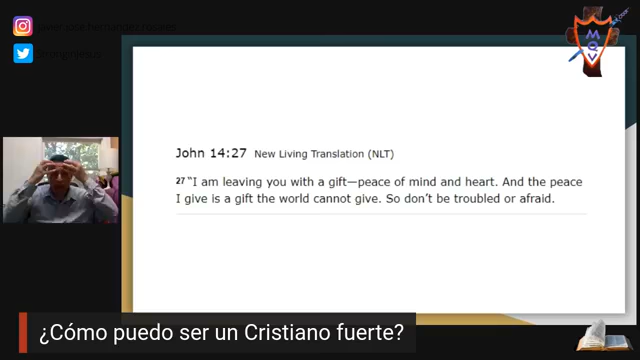 John 14:27 New Living Translation (NLT)
27 "I am leaving you with a gift—peace of mind and heart. And the peace
I give is a gift the world cannot give. So don't be troubled or afraid.
MQV
¿Cómo puedo ser un Cristiano fuerte?